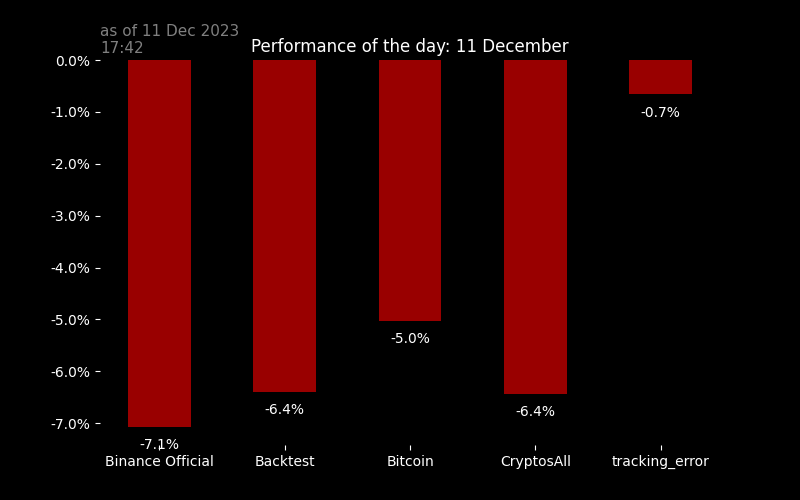 as of 11 Dec 2023
17:42
Performance of the day: 11 December
0.0%
-1.0%
-2.0%
-3.0%
-4.0%
-5.0%
-6.0%
-7.0%
-7.1%
-6.4%
-5.0%
-6.4%
-0.7%
Binance Official
Backtest
Bitcoin
CryptosAll
tracking_error